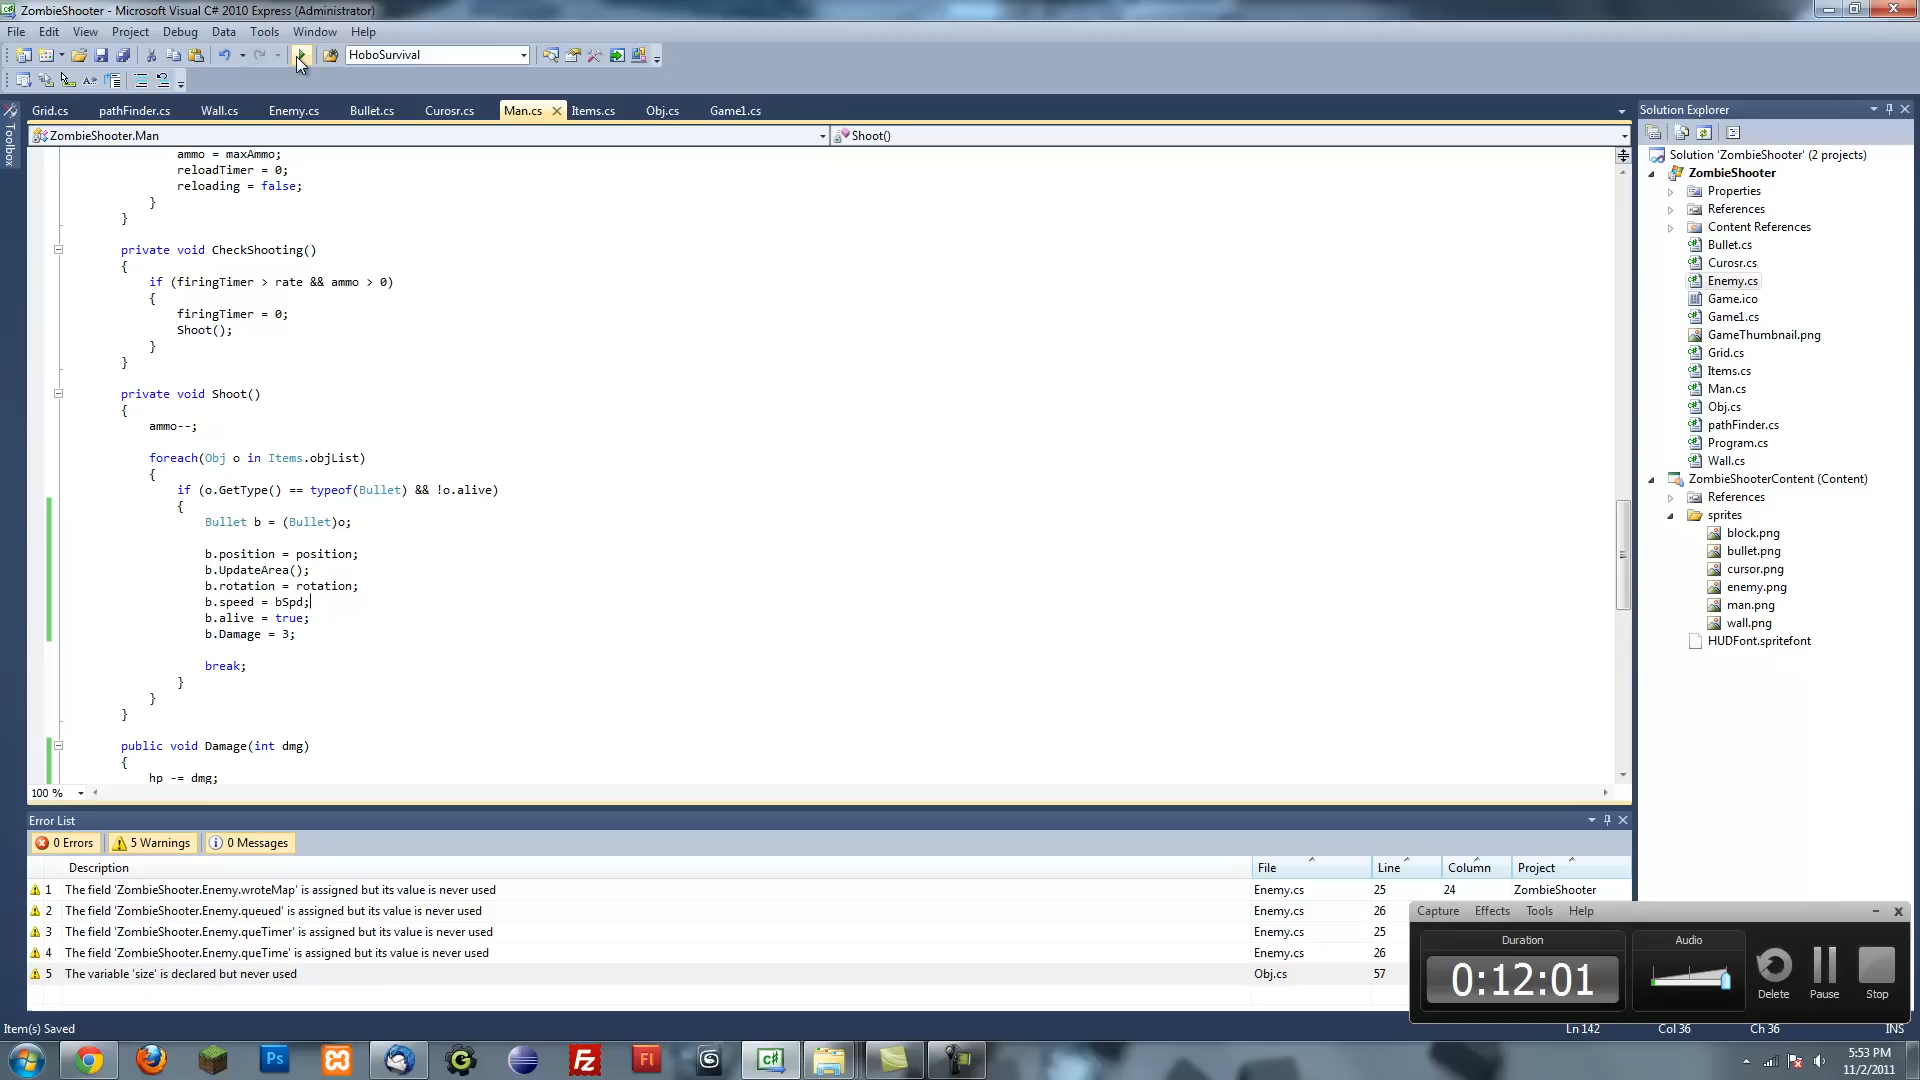 ZombieShooter - Microsoft Visual C# 2010 Express (Administrator)
File Edit View Project Debug Data Tools Window Help
HoboSurvival
Grid.cs pathFinder.cs Wall.cs Enemy.cs Bullet.cs Curosr.cs Man.cs Items.cs Obj.cs Game1.cs
ZombieShooter.Man Shoot()
Toolbox
ammo = maxAmmo;
reloadTimer = 0;
reloading = false;
}
}
private void CheckShooting()
{
if (firingTimer > rate && ammo > 0)
{
firingTimer = 0;
Shoot();
}
}
private void Shoot()
{
ammo--;
foreach(Obj o in Items.objList)
{
if (o.GetType() == typeof(Bullet) && !o.alive)
{
Bullet b = (Bullet)o;
b.position = position;
b.UpdateArea();
b.rotation = rotation;
b.speed = bSpd;
b.alive = true;
b.Damage = 3;
break;
}
}
}
public void Damage(int dmg)
{
hp -= dmg;
100 %
Solution Explorer
Solution 'ZombieShooter' (2 projects)
ZombieShooter
Properties
References
Content References
Bullet.cs
Curosr.cs
Enemy.cs
Game.ico
Game1.cs
GameThumbnail.png
Grid.cs
Items.cs
Man.cs
Obj.cs
pathFinder.cs
Program.cs
Wall.cs
ZombieShooterContent (Content)
References
sprites
block.png
bullet.png
cursor.png
enemy.png
man.png
wall.png
HUDFont.spritefont
Error List
0 Errors 5 Warnings 0 Messages
Description File Line Column Project
1 The field 'ZombieShooter.Enemy.wroteMap' is assigned but its value is never used Enemy.cs 25 24 ZombieShooter
2 The field 'ZombieShooter.Enemy.queued' is assigned but its value is never used Enemy.cs 26
3 The field 'ZombieShooter.Enemy.queTimer' is assigned but its value is never used Enemy.cs 25
4 The field 'ZombieShooter.Enemy.queTime' is assigned but its value is never used Enemy.cs 26
5 The variable 'size' is declared but never used Obj.cs 57
Capture Effects Tools Help
Duration Audio
0:12:01
Delete Pause Stop
Item(s) Saved Ln 142 Col 36 Ch 36 INS
Ps Fz Fl C#
5:53 PM
11/2/2011